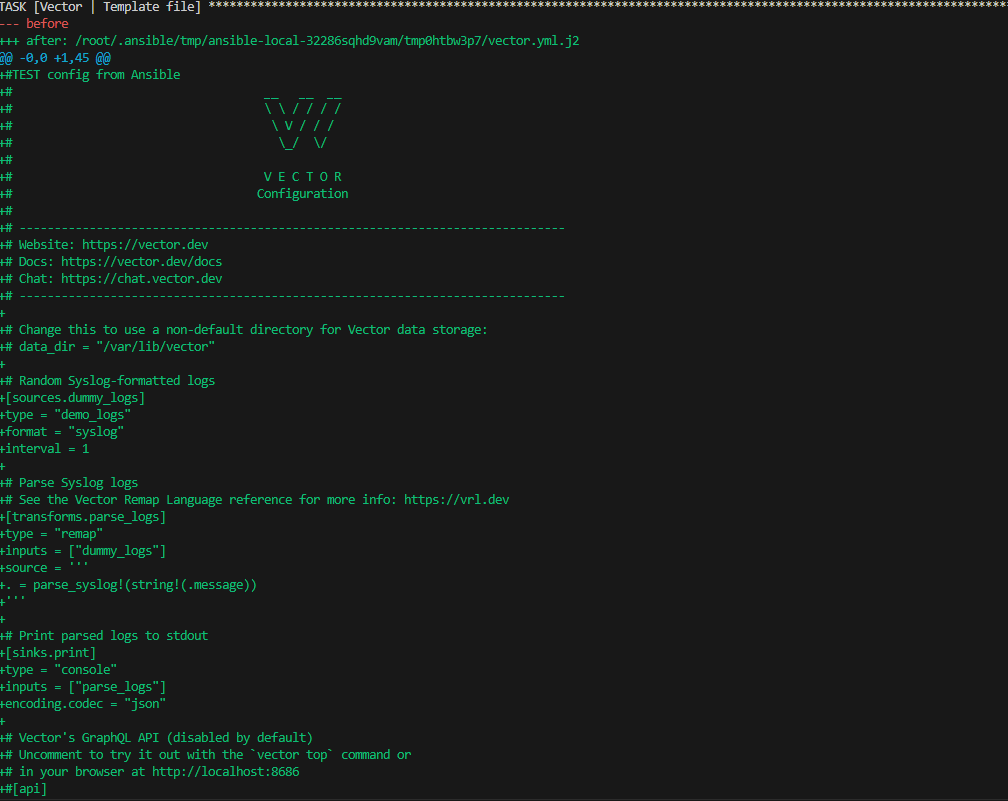 TASK [Vector | Template file] ******************************************************************************************************************
--- before
+++ after: /root/.ansible/tmp/ansible-local-32286sqhd9vam/tmp0htbw3p7/vector.yml.j2
@@ -0,0 +1,45 @@
+#TEST config from Ansible
+#                                    __   __  __
+#                                    \ \ / / / /
+#                                     \ V / / /
+#                                      \_/  \/
+#
+#                                    V E C T O R
+#                                   Configuration
+#
+# ------------------------------------------------------------------------------
+# Website: https://vector.dev
+# Docs: https://vector.dev/docs
+# Chat: https://chat.vector.dev
+# ------------------------------------------------------------------------------
+
+# Change this to use a non-default directory for Vector data storage:
+# data_dir = "/var/lib/vector"
+
+# Random Syslog-formatted logs
+[sources.dummy_logs]
+type = "demo_logs"
+format = "syslog"
+interval = 1
+
+# Parse Syslog logs
+# See the Vector Remap Language reference for more info: https://vrl.dev
+[transforms.parse_logs]
+type = "remap"
+inputs = ["dummy_logs"]
+source = '''
+. = parse_syslog!(string!(.message))
+'''
+
+# Print parsed logs to stdout
+[sinks.print]
+type = "console"
+inputs = ["parse_logs"]
+encoding.codec = "json"
+
+# Vector's GraphQL API (disabled by default)
+# Uncomment to try it out with the `vector top` command or
+# in your browser at http://localhost:8686
+#[api]